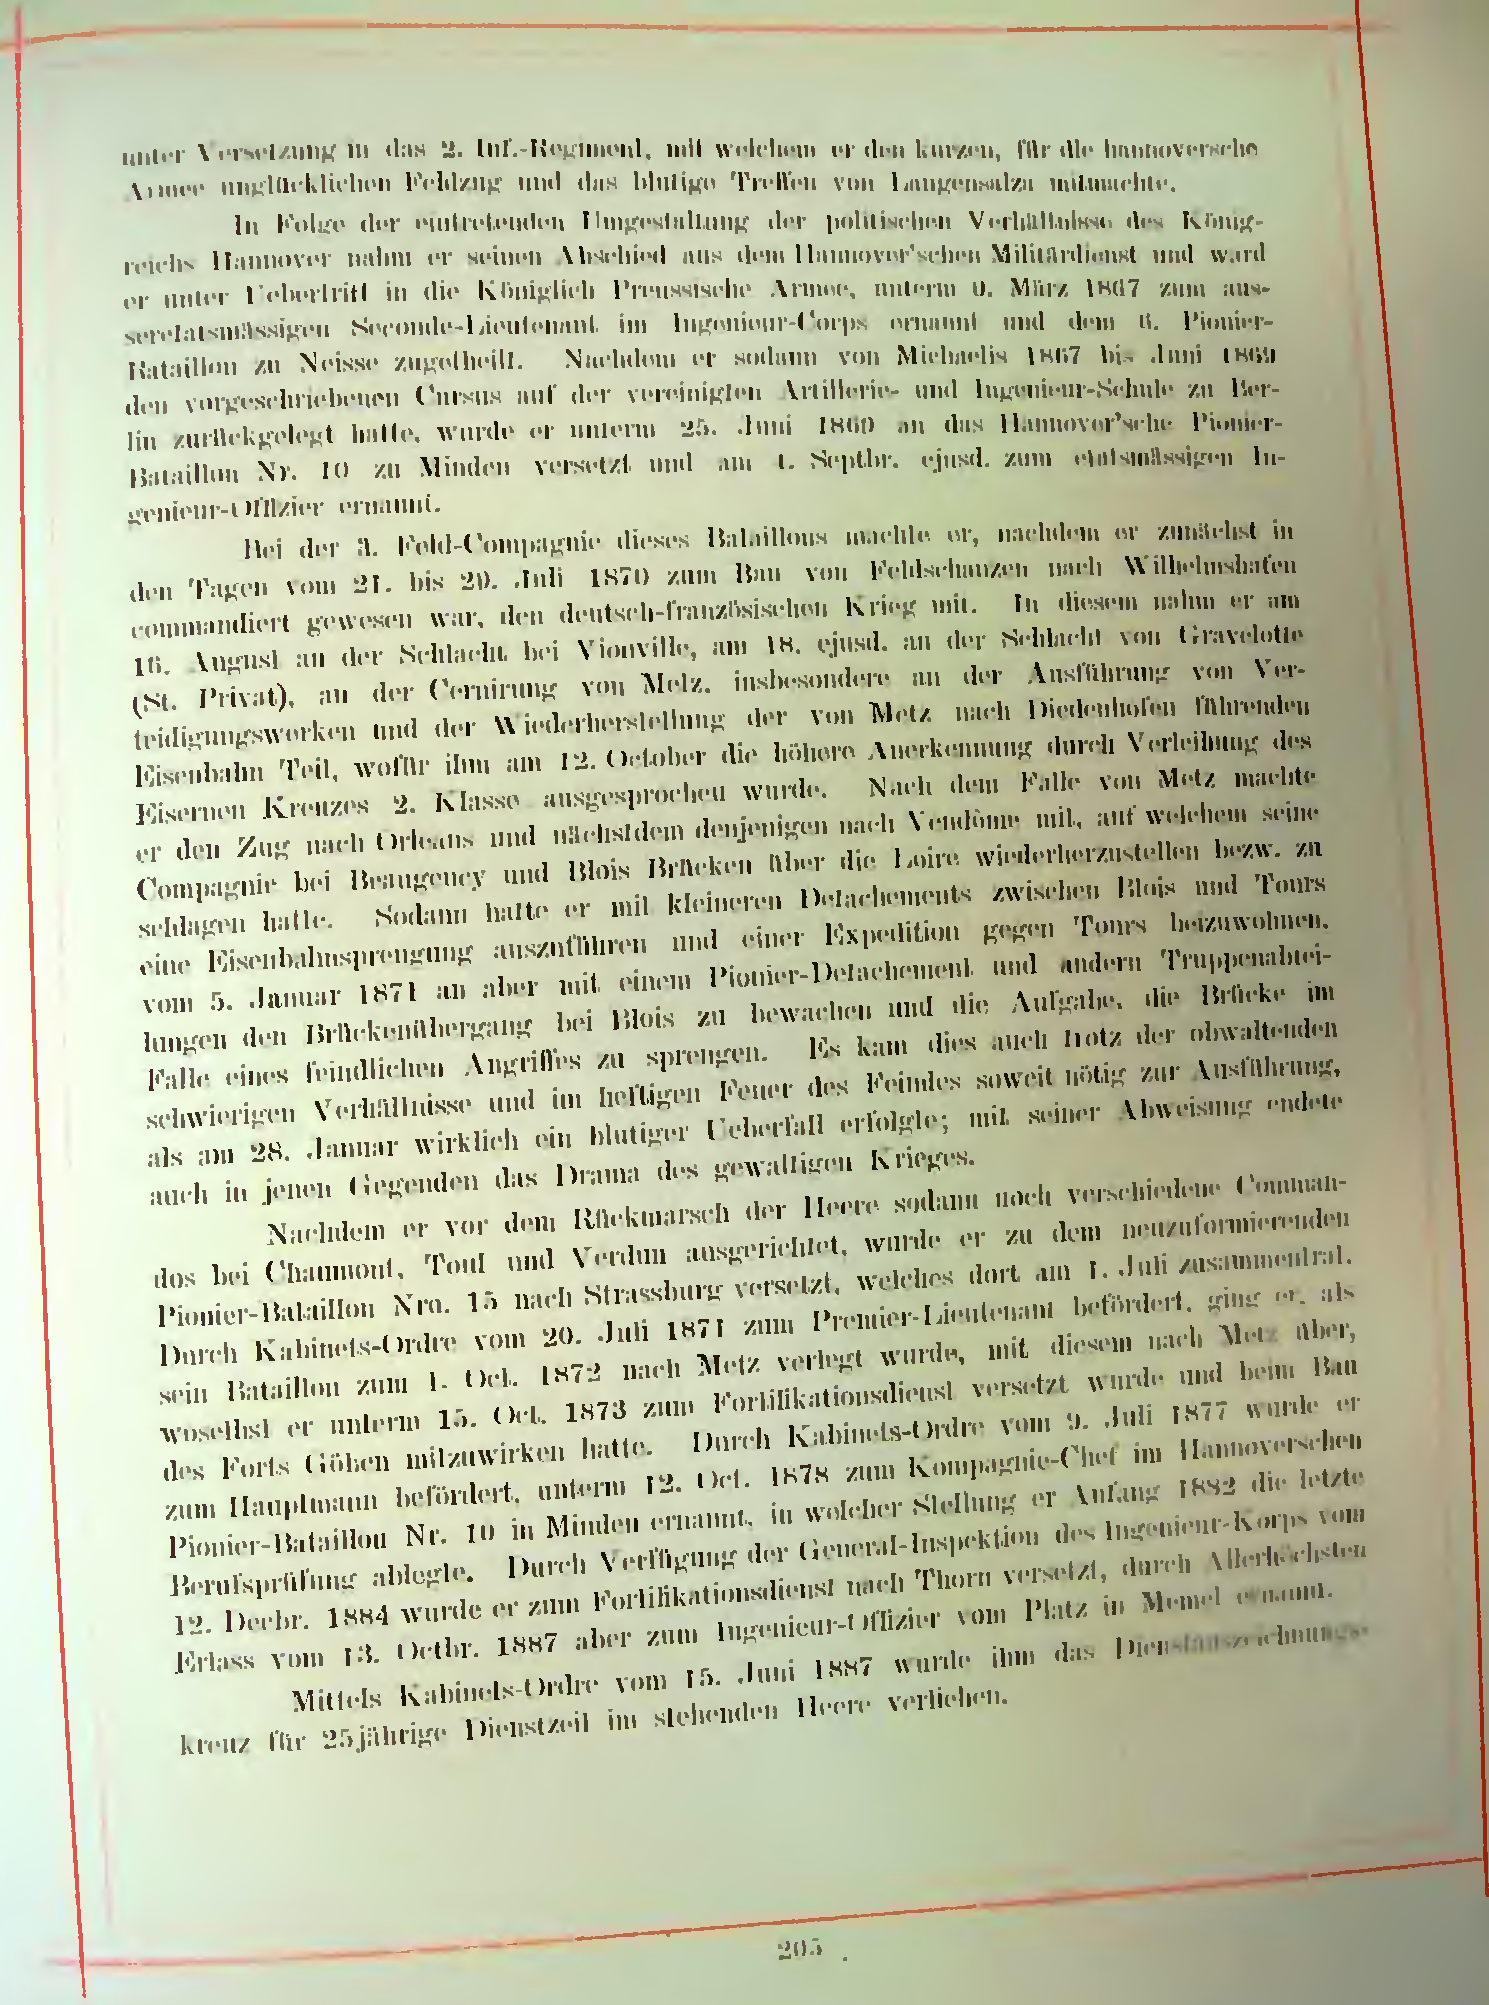 unter Versetzung in das 2. Inf.-Regiment, mit welchem er den kurzen, für die hannoversche
Armee unglücklichen Feldzug und das blutige Treffen von Langensalza mitmachte.
In Folge der eintretenden Umgestaltung der politischen Verhältnisse des König-
reichs Hannover nahm er seinen Abschied aus dem Hannover'schen Militärdienst und ward
er unter Uebertritt in die Königlich Preussische Armee, unterm 9. März 1867 zum aus-
seretatsmässigen Seconde-Lieutenant im Ingenieur-Corps ernannt und dem 6. Pionier-
Bataillon zu Neisse zugetheilt. Nachdem er sodann von Michaelis 1867 bis Juni 1869
den vorgeschriebenen Cursus auf der vereinigten Artillerie- und Ingenieur-Schule zu Ber-
lin zurückgelegt hatte, wurde er unterm 25. Juni 1869 an das Hannover'sche Pionier-
Bataillon Nr. 10 zu Minden versetzt und am 1. Septbr. ejusd. zum etatsmässigen In-
genieur-Offizier ernannt.
Bei der 3. Feld-Compagnie dieses Bataillons machte er, nachdem er zunächst in
den Tagen vom 21. bis 29. Juli 1870 zum Bau von Feldschanzen nach Wilhelmshafen
commandiert gewesen war, den deutsch-französischen Krieg mit. In diesem nahm er am
16. August an der Schlacht bei Vionville, am 18. ejusd. an der Schlacht von Gravelotte
(St. Privat), an der Cernirung von Metz, insbesondere an der Ausführung von Ver-
teidigungswerken und der Wiederherstellung der von Metz nach Diedenhofen führenden
Eisenbahn Teil, wofür ihm am 12. October die höhere Anerkennung durch Verleihung des
Eisernen Kreuzes 2. Klasse ausgesprochen wurde. Nach dem Falle von Metz machte
er den Zug nach Orleans und nächstdem denjenigen nach Vendôme mit, auf welchem seine
Compagnie bei Beaugency und Blois Brücken über die Loire wiederherzustellen bezw. zu
schlagen hatte. Sodann hatte er mit kleineren Detachements zwischen Blois und Tours
eine Eisenbahnsprengung auszuführen und einer Expedition gegen Tours beizuwohnen,
vom 5. Januar 1871 an aber mit einem Pionier-Detachement und andern Truppenabtei-
lungen den Brückenübergang bei Blois zu bewachen und die Aufgabe, die Brücke im
Falle eines feindlichen Angriffes zu sprengen. Es kam dies auch trotz der obwaltenden
schwierigen Verhältnisse und im heftigen Feuer des Feindes soweit nötig zur Ausführung,
als am 28. Januar wirklich ein blutiger Ueberfall erfolgte; mit seiner Abweisung endete
auch in jenen Gegenden das Drama des gewaltigen Krieges.
Nachdem er vor dem Rückmarsch der Heere sodann noch verschiedene Comman-
dos bei Chaumont, Toul und Verdun ausgerichtet, wurde er zu dem neuzuformierenden
Pionier-Bataillon Nro. 15 nach Strassburg versetzt, welches dort am 1. Juli zusammentrat.
Durch Kabinets-Ordre vom 20. Juli 1871 zum Premier-Lieutenant befördert, ging er, als
sein Bataillon zum 1. Oct. 1872 nach Metz verlegt wurde, mit diesem nach Metz über,
woselbst er unterm 15. Oct. 1873 zum Fortifikationsdienst versetzt wurde und beim Bau
des Forts Göben mitzuwirken hatte. Durch Kabinets-Ordre vom 9. Juli 1877 wurde er
zum Hauptmann befördert, unterm 12. Oct. 1878 zum Kompagnie-Chef im Hannoverschen
Pionier-Bataillon Nr. 10 in Minden ernannt, in welcher Stellung er Anfang 1882 die letzte
Berufsprüfung ablegte. Durch Verfügung der General-Inspektion des Ingenieur-Korps vom
12. Decbr. 1884 wurde er zum Fortifikationsdienst nach Thorn versetzt, durch Allerhöchsten
Erlass vom 13. Octbr. 1887 aber zum Ingenieur-Offizier vom Platz in Memel ernannt.
Mittels Kabinets-Ordre vom 15. Juni 1887 wurde ihm das Dienstauszeichnungs-
kreuz für 25jährige Dienstzeit im stehenden Heere verliehen.
205